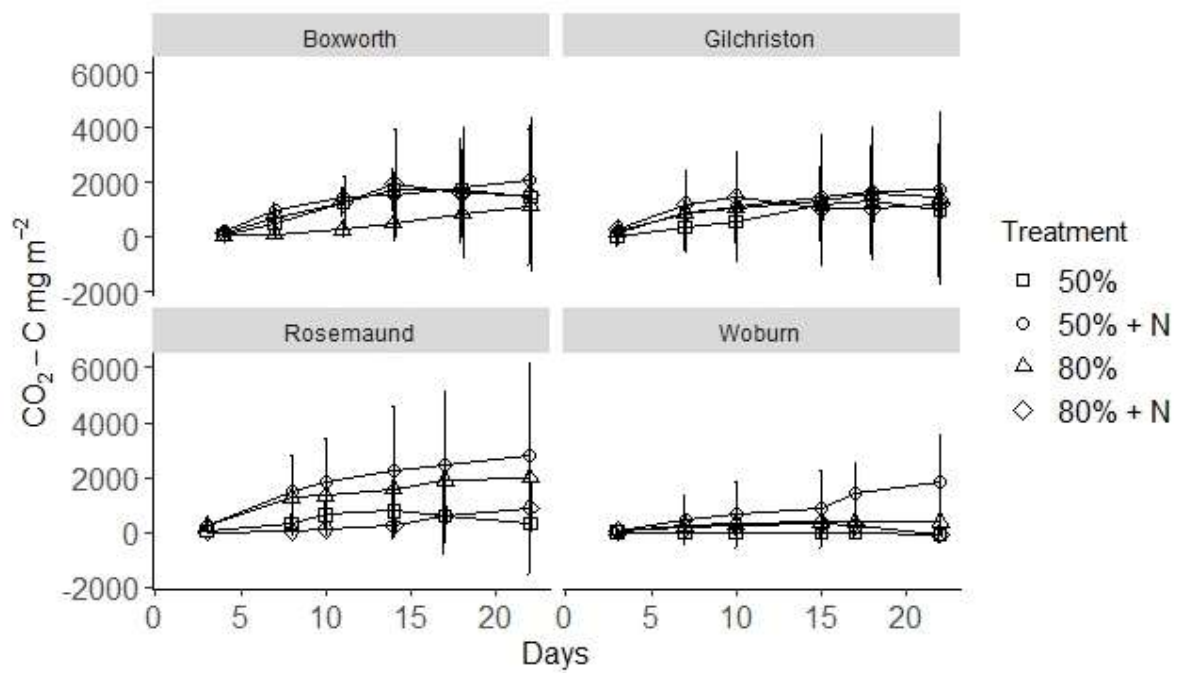 Boxworth
Gilchriston
6000
4000
2000
0
-2000
Rosemaund
Woburn
6000
4000
2000
0
-2000
0 5 10 15 20
0 5 10 15 20
Days
CO₂ – C mg m⁻²
Treatment
50%
50% + N
80%
80% + N